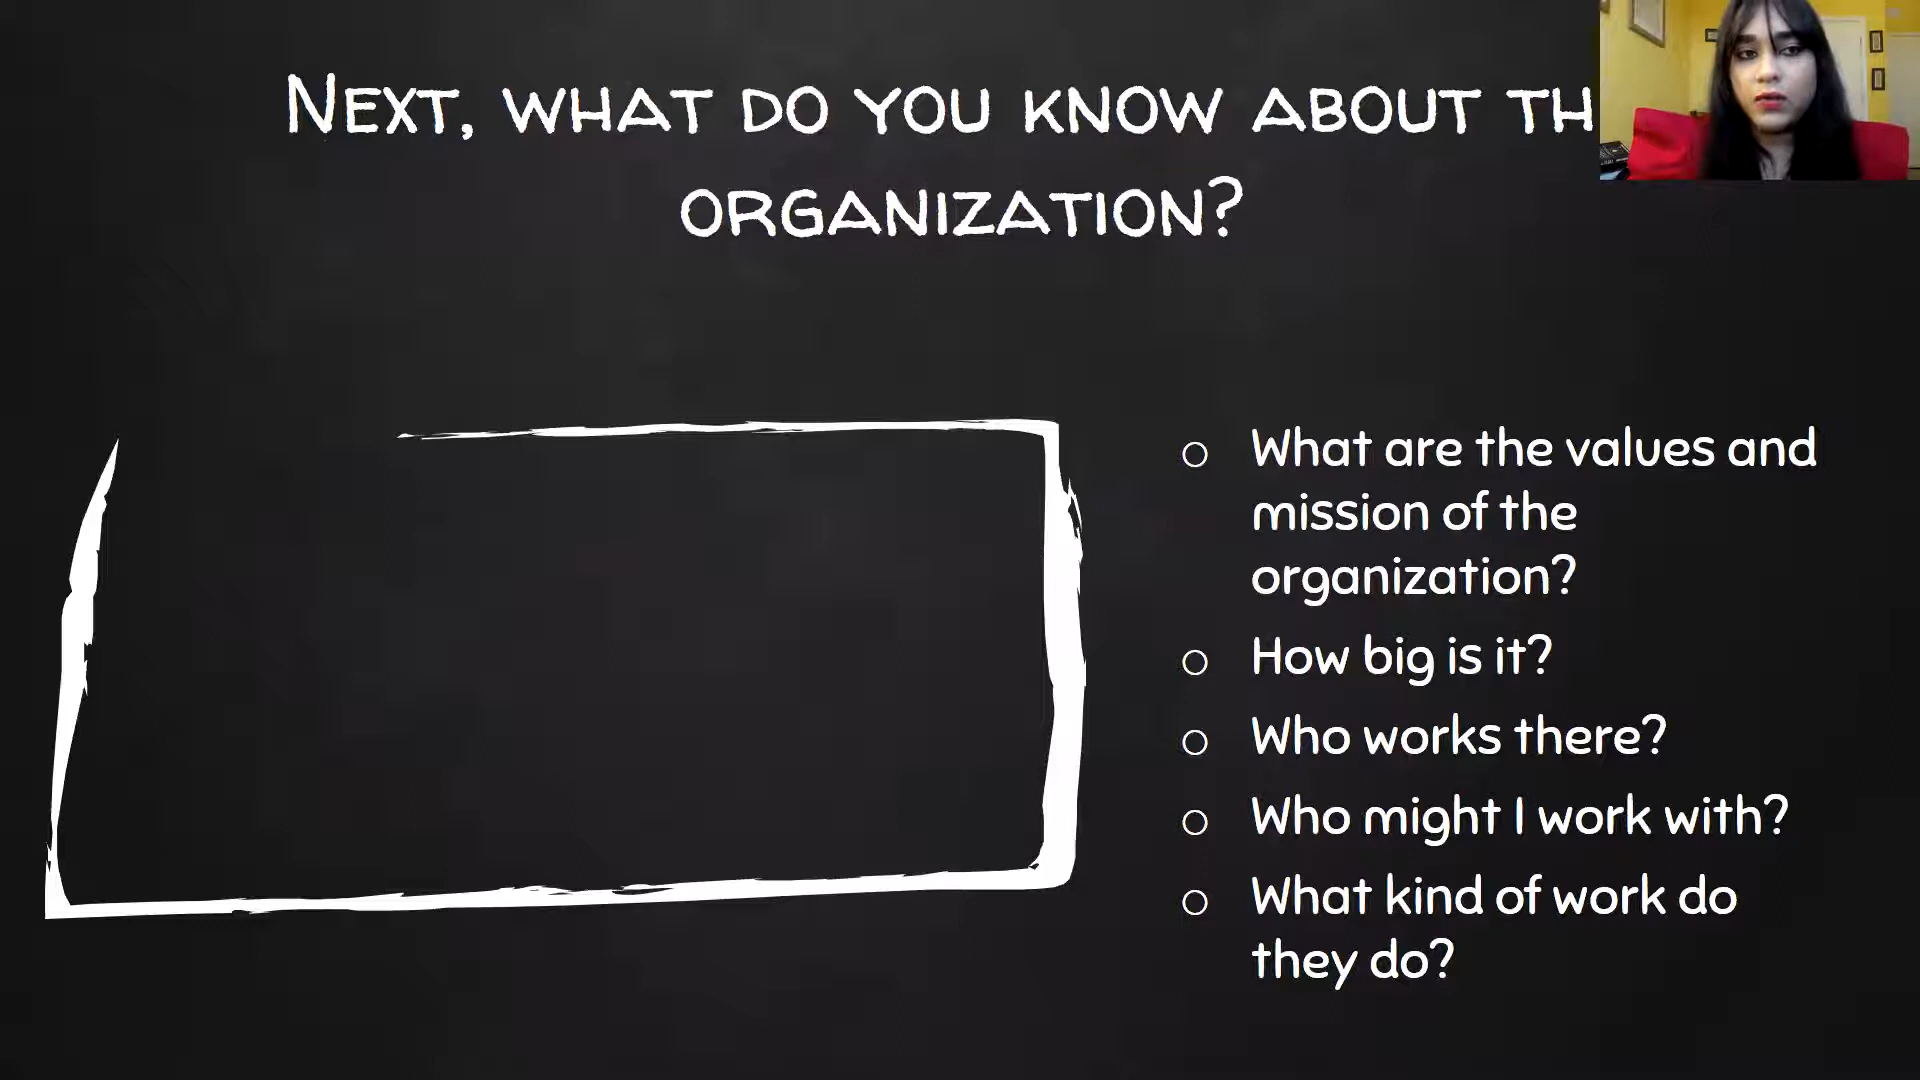 Next, what do you know about th
organization?
What are the values and
mission of the
organization?
How big is it?
Who works there?
Who might I work with?
What kind of work do
they do?